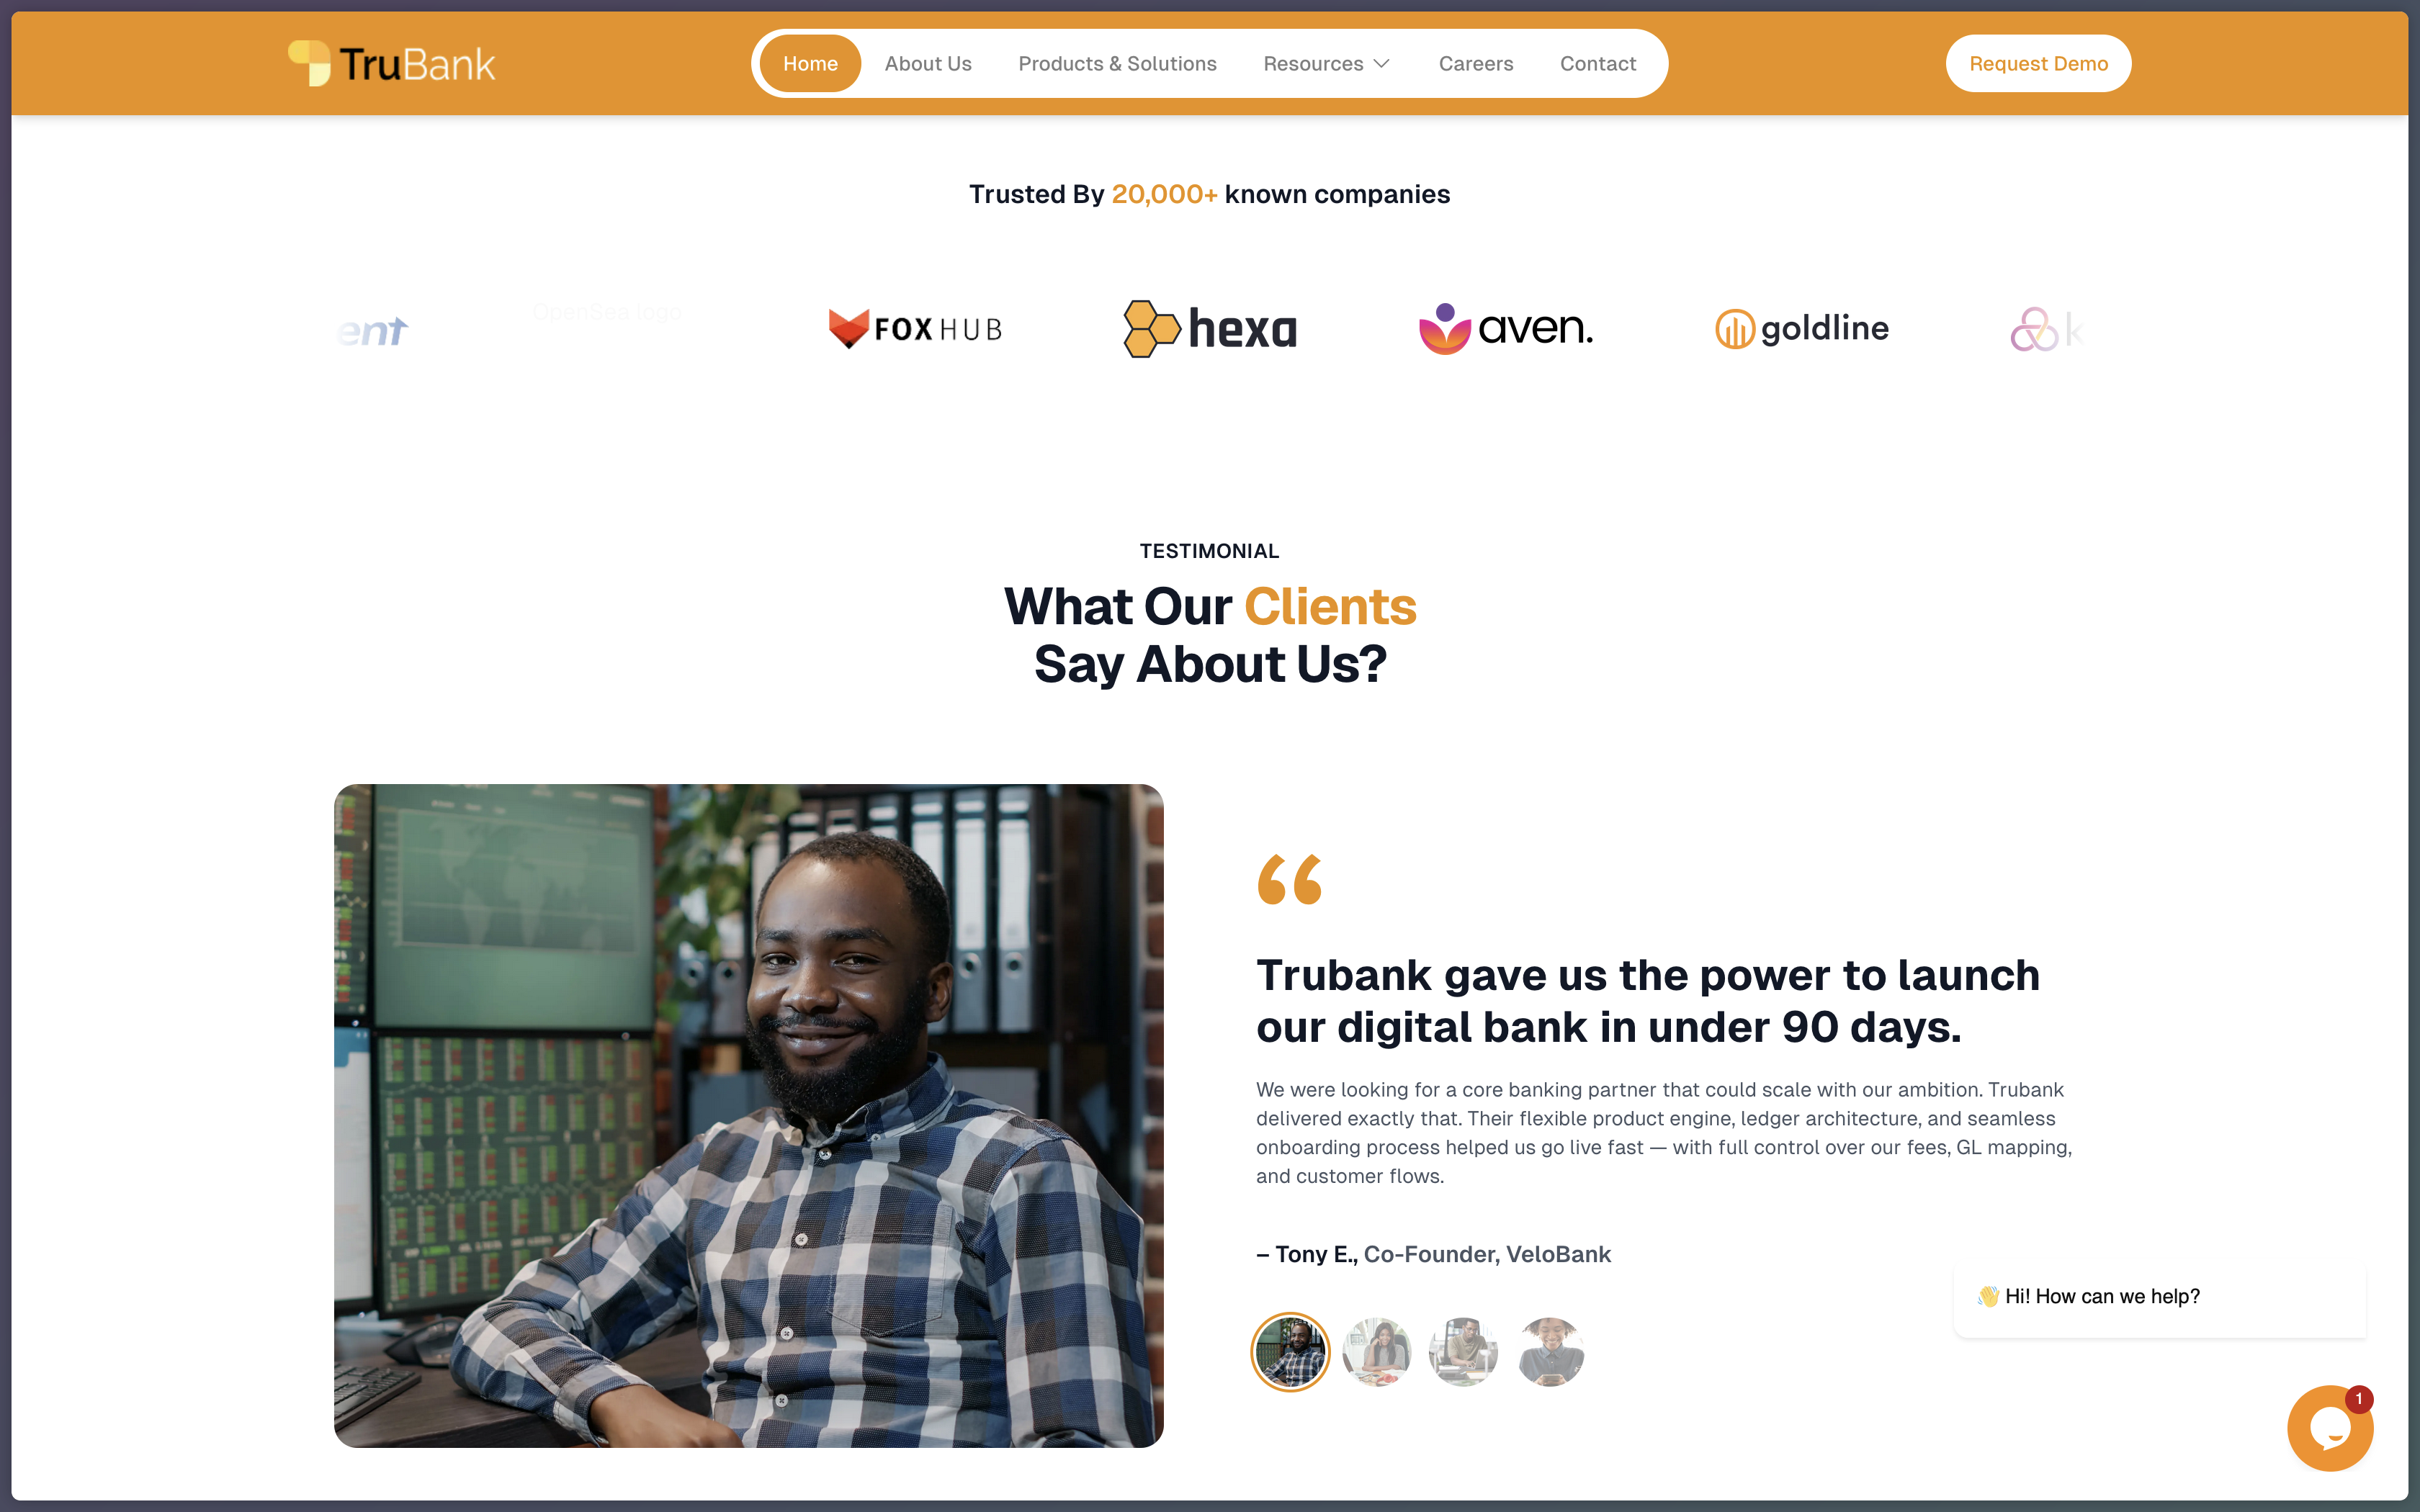 TruBank
Home
About Us
Products & Solutions
Resources
Careers
Contact
Request Demo
Trusted By 20,000+ known companies
ent
OpenSea logo
FOXHUB
hexa
aven.
goldline
k
TESTIMONIAL
What Our Clients
Say About Us?
“
Trubank gave us the power to launch
our digital bank in under 90 days.
We were looking for a core banking partner that could scale with our ambition. Trubank
delivered exactly that. Their flexible product engine, ledger architecture, and seamless
onboarding process helped us go live fast — with full control over our fees, GL mapping,
and customer flows.
– Tony E., Co-Founder, VeloBank
👋 Hi! How can we help?
1